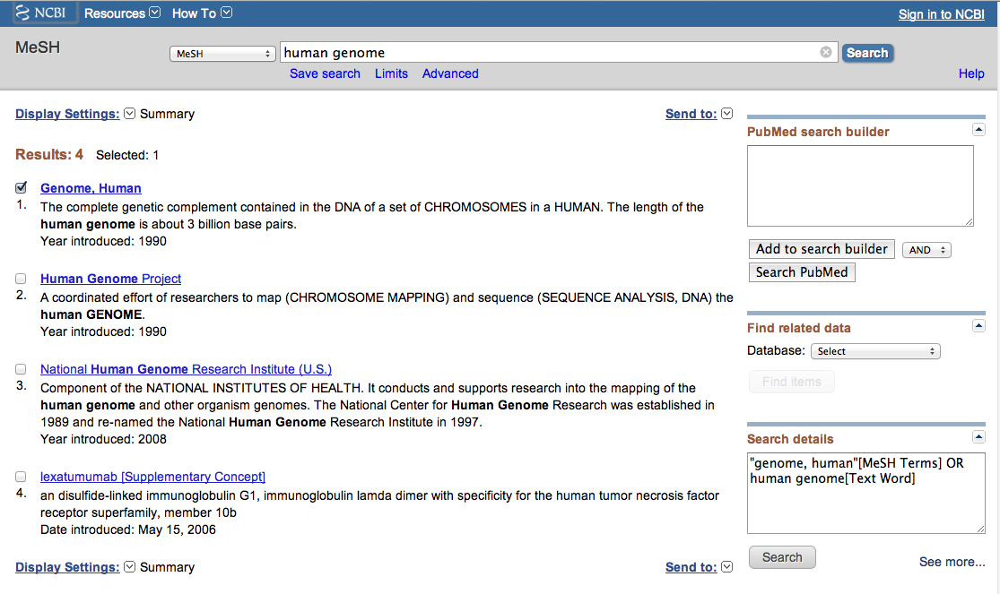 NCBI Resources How To Sign in to NCBI
MeSH MeSH human genome Search
Save search Limits Advanced Help
Display Settings: Summary Send to:
Results: 4 Selected: 1
Genome, Human
1. The complete genetic complement contained in the DNA of a set of CHROMOSOMES in a HUMAN. The length of the
human genome is about 3 billion base pairs.
Year introduced: 1990
Human Genome Project
2. A coordinated effort of researchers to map (CHROMOSOME MAPPING) and sequence (SEQUENCE ANALYSIS, DNA) the
human GENOME.
Year introduced: 1990
National Human Genome Research Institute (U.S.)
3. Component of the NATIONAL INSTITUTES OF HEALTH. It conducts and supports research into the mapping of the
human genome and other organism genomes. The National Center for Human Genome Research was established in
1989 and re-named the National Human Genome Research Institute in 1997.
Year introduced: 2008
lexatumumab [Supplementary Concept]
4. an disulfide-linked immunoglobulin G1, immunoglobulin lamda dimer with specificity for the human tumor necrosis factor
receptor superfamily, member 10b
Date introduced: May 15, 2006
Display Settings: Summary Send to:
PubMed search builder
Add to search builder AND
Search PubMed
Find related data
Database: Select
Find items
Search details
"genome, human"[MeSH Terms] OR
human genome[Text Word]
Search See more...